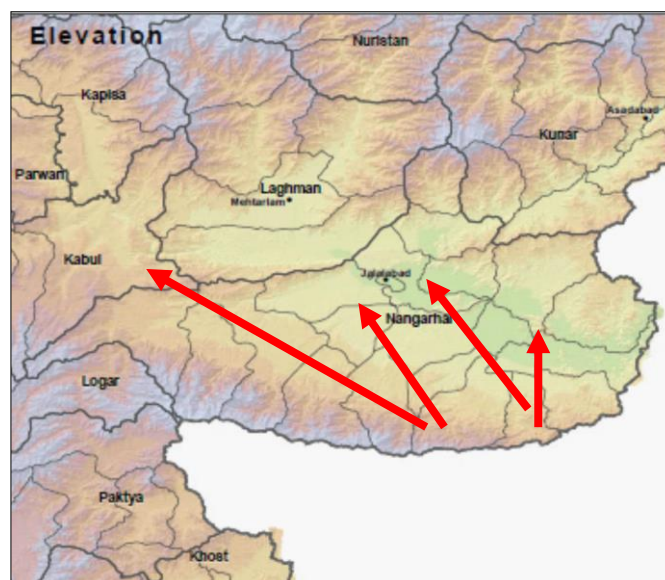 Elevation
Nuristan
Kapisa
Asadabad
Kunar
Parwan
Laghman
Mehtarlam
Kabul
Jalalabad
Nangarhar
Logar
Paktya
Khost